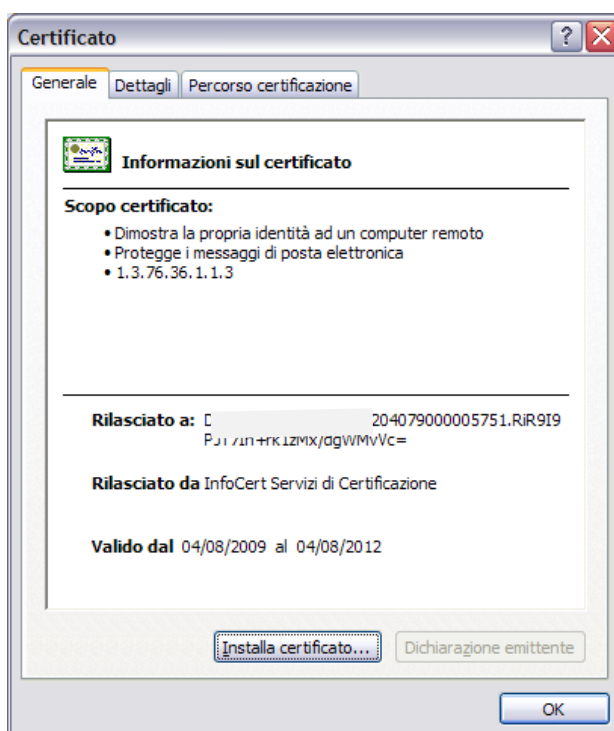 Certificato
Generale Dettagli Percorso certificazione
Informazioni sul certificato
Scopo certificato:
• Dimostra la propria identità ad un computer remoto
• Protegge i messaggi di posta elettronica
• 1.3.76.36.1.1.3
Rilasciato a: 204079000005751.RiR9I9
Rilasciato da InfoCert Servizi di Certificazione
Valido dal 04/08/2009 al 04/08/2012
Installa certificato... Dichiarazione emittente
OK